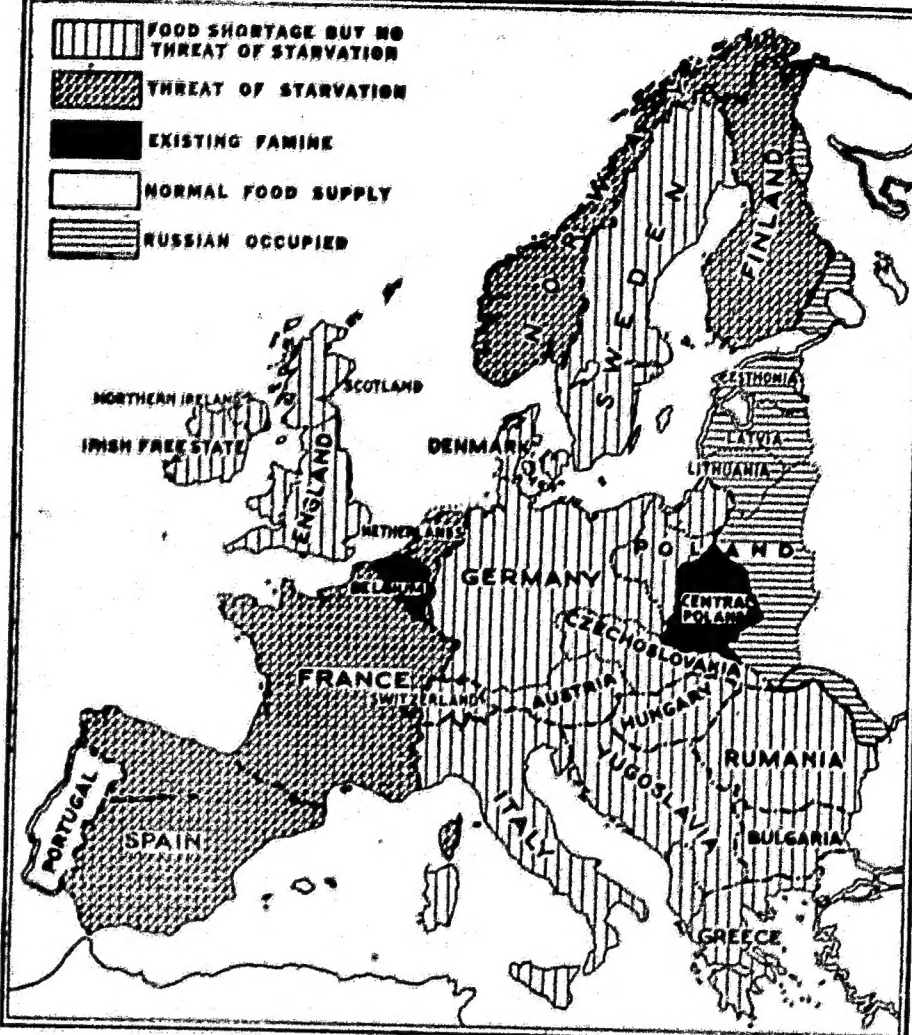 FOOD SHORTAGE BUT NO
THREAT OF STARVATION
THREAT OF STARVATION
EXISTING FAMINE
NORMAL FOOD SUPPLY
RUSSIAN OCCUPIED
NORWAY
SWEDEN
FINLAND
ESTHONIA
LATVIA
LITHUANIA
SCOTLAND
NORTHERN IRELAND
IRISH FREE STATE
ENGLAND
DENMARK
NETHERLANDS
BELGIUM
GERMANY
POLAND
CENTRAL
POLAND
CZECHOSLOVAKIA
FRANCE
SWITZERLAND
AUSTRIA
HUNGARY
RUMANIA
YUGOSLAVIA
BULGARIA
ITALY
PORTUGAL
SPAIN
GREECE